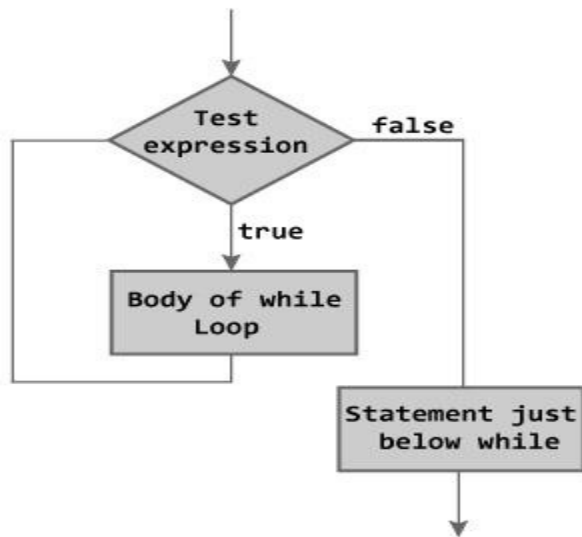 Test
expression
false
true
Body of while
Loop
Statement just
below while